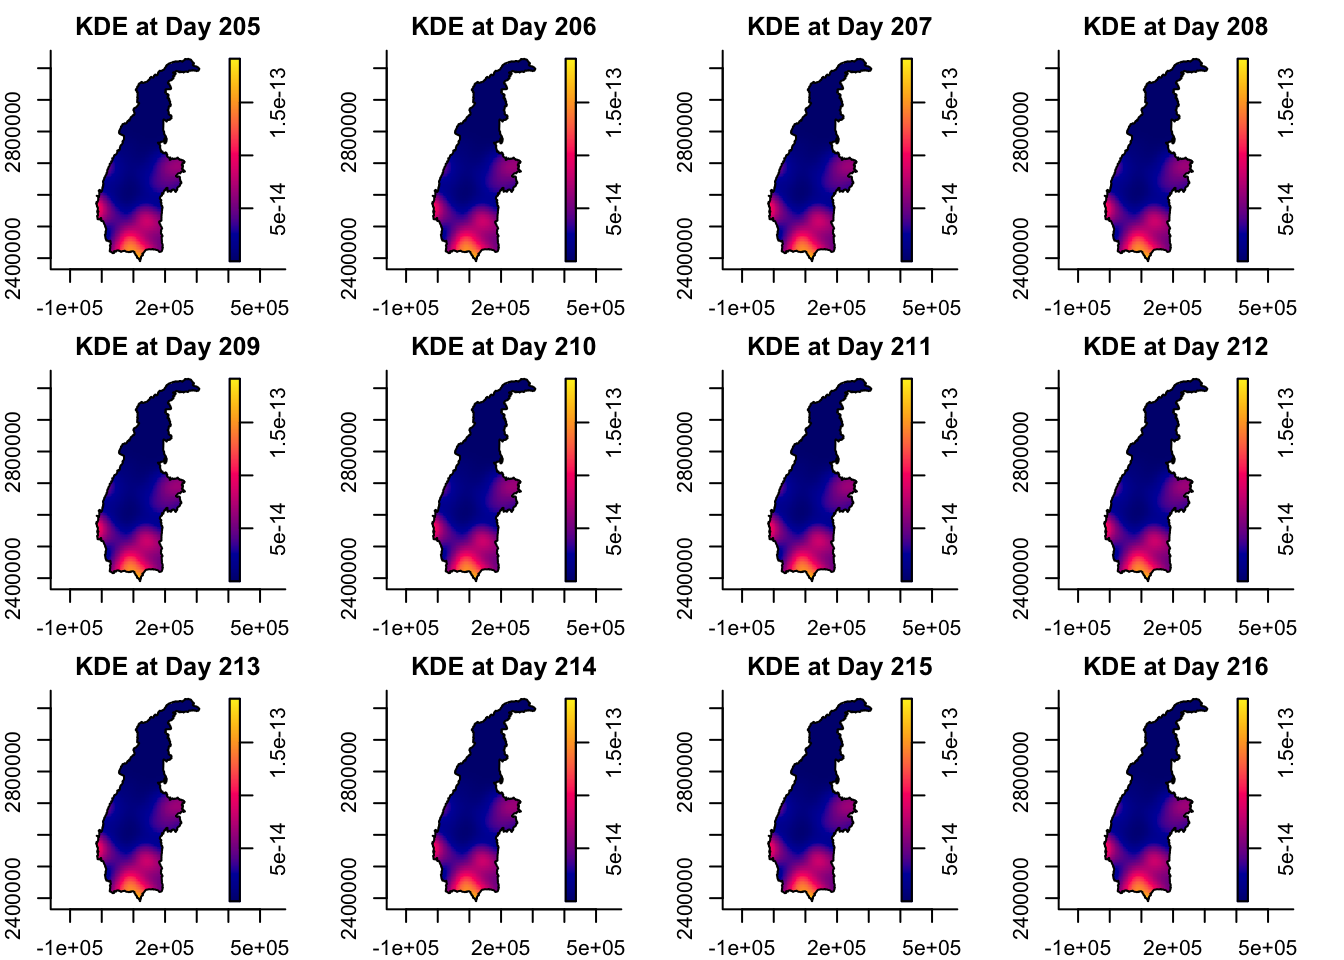 KDE at Day 205
2800000
2400000
1.5e-13
5e-14
-1e+05 2e+05 5e+05
KDE at Day 206
2800000
2400000
1.5e-13
5e-14
-1e+05 2e+05 5e+05
KDE at Day 207
2800000
2400000
1.5e-13
5e-14
-1e+05 2e+05 5e+05
KDE at Day 208
2800000
2400000
1.5e-13
5e-14
-1e+05 2e+05 5e+05
KDE at Day 209
2800000
2400000
1.5e-13
5e-14
-1e+05 2e+05 5e+05
KDE at Day 210
2800000
2400000
1.5e-13
5e-14
-1e+05 2e+05 5e+05
KDE at Day 211
2800000
2400000
1.5e-13
5e-14
-1e+05 2e+05 5e+05
KDE at Day 212
2800000
2400000
1.5e-13
5e-14
-1e+05 2e+05 5e+05
KDE at Day 213
2800000
2400000
1.5e-13
5e-14
-1e+05 2e+05 5e+05
KDE at Day 214
2800000
2400000
1.5e-13
5e-14
-1e+05 2e+05 5e+05
KDE at Day 215
2800000
2400000
1.5e-13
5e-14
-1e+05 2e+05 5e+05
KDE at Day 216
2800000
2400000
1.5e-13
5e-14
-1e+05 2e+05 5e+05